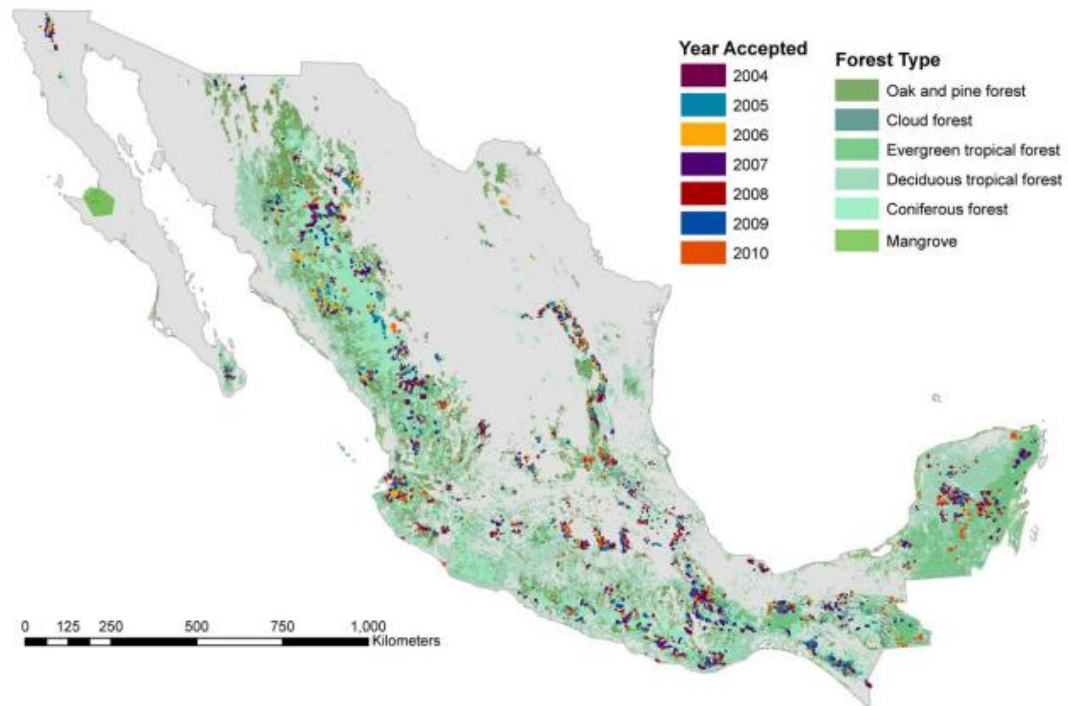 Year Accepted
2004
2005
2006
2007
2008
2009
2010
Forest Type
Oak and pine forest
Cloud forest
Evergreen tropical forest
Deciduous tropical forest
Coniferous forest
Mangrove
0 125 250 500 750 1,000
Kilometers